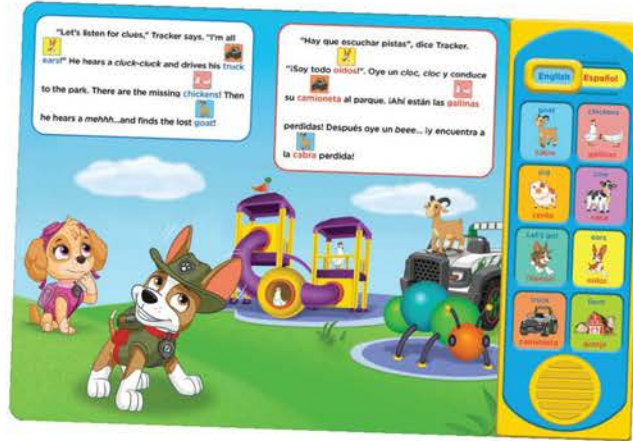 "Let's listen for clues," Tracker says. "I'm all
ears!" He hears a cluck-cluck and drives his truck
to the park. There are the missing chickens! Then
he hears a mehhh...and finds the lost goat!
"Hay que escuchar pistas", dice Tracker.
"¡Soy todo oídos!". Oye un cloc, cloc y conduce
su camioneta al parque. ¡Ahí están las gallinas
perdidas! Después oye un beee... ¡y encuentra a
la cabra perdida!
English Español
goat
cabra
chickens
gallinas
pig
cerdo
cow
vaca
Let's go!
¡Vamos!
ears
oídos
truck
camioneta
farm
granja